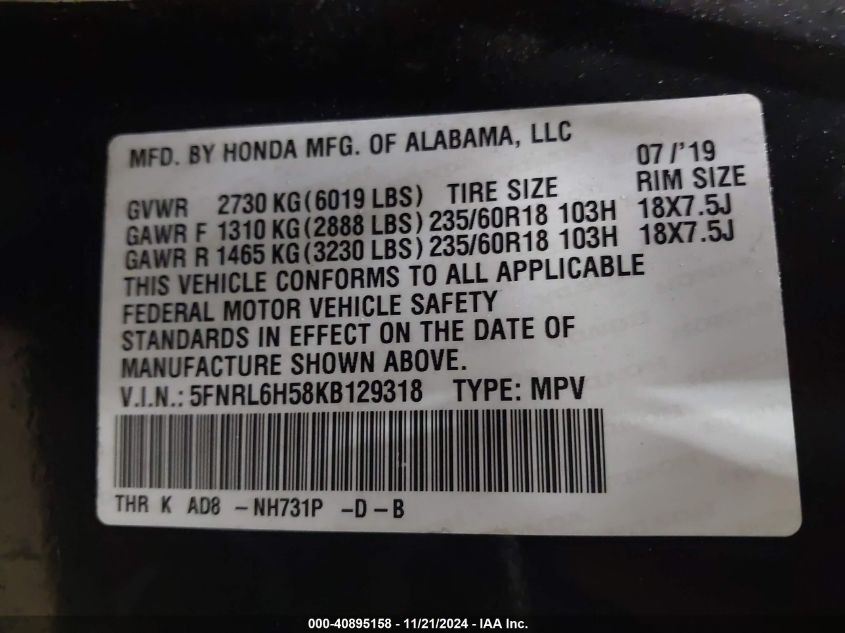 MFD. BY HONDA MFG. OF ALABAMA, LLC 07/'19
GVWR 2730 KG(6019 LBS) TIRE SIZE RIM SIZE
GAWR F 1310 KG(2888 LBS) 235/60R18 103H 18X7.5J
GAWR R 1465 KG(3230 LBS) 235/60R18 103H 18X7.5J
THIS VEHICLE CONFORMS TO ALL APPLICABLE
FEDERAL MOTOR VEHICLE SAFETY
STANDARDS IN EFFECT ON THE DATE OF
MANUFACTURE SHOWN ABOVE.
V.I.N.: 5FNRL6H58KB129318 TYPE: MPV
THR K AD8 -NH731P -D-B
000-40895158 - 11/21/2024 - IAA Inc.